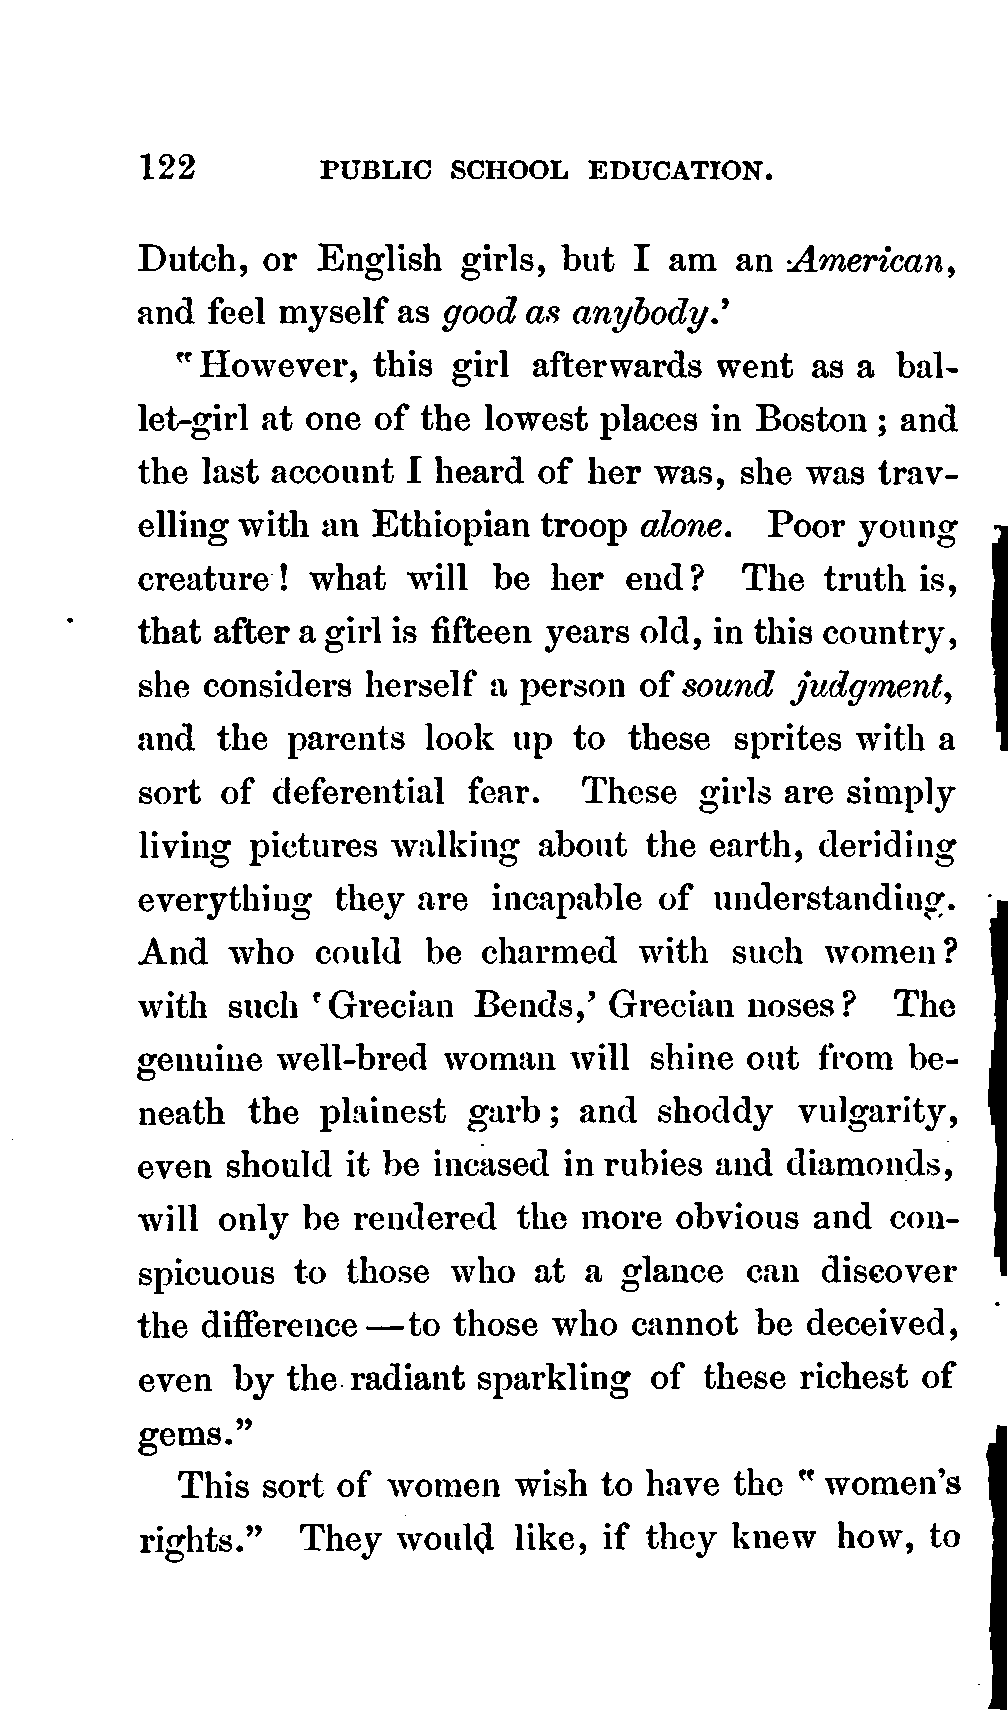 122 PUBLIC SCHOOL EDUCATION.
Dutch, or English girls, but I am an American,
and feel myself as good as anybody.'
"However, this girl afterwards went as a bal-
let-girl at one of the lowest places in Boston; and
the last account I heard of her was, she was trav-
elling with an Ethiopian troop alone. Poor young
creature! what will be her end? The truth is,
that after a girl is fifteen years old, in this country,
she considers herself a person of sound judgment,
and the parents look up to these sprites with a
sort of deferential fear. These girls are simply
living pictures walking about the earth, deriding
everything they are incapable of understanding.
And who could be charmed with such women?
with such 'Grecian Bends,' Grecian noses? The
genuine well-bred woman will shine out from be-
neath the plainest garb; and shoddy vulgarity,
even should it be incased in rubies and diamonds,
will only be rendered the more obvious and con-
spicuous to those who at a glance can discover
the difference—to those who cannot be deceived,
even by the radiant sparkling of these richest of
gems."
This sort of women wish to have the "women's
rights." They would like, if they knew how, to